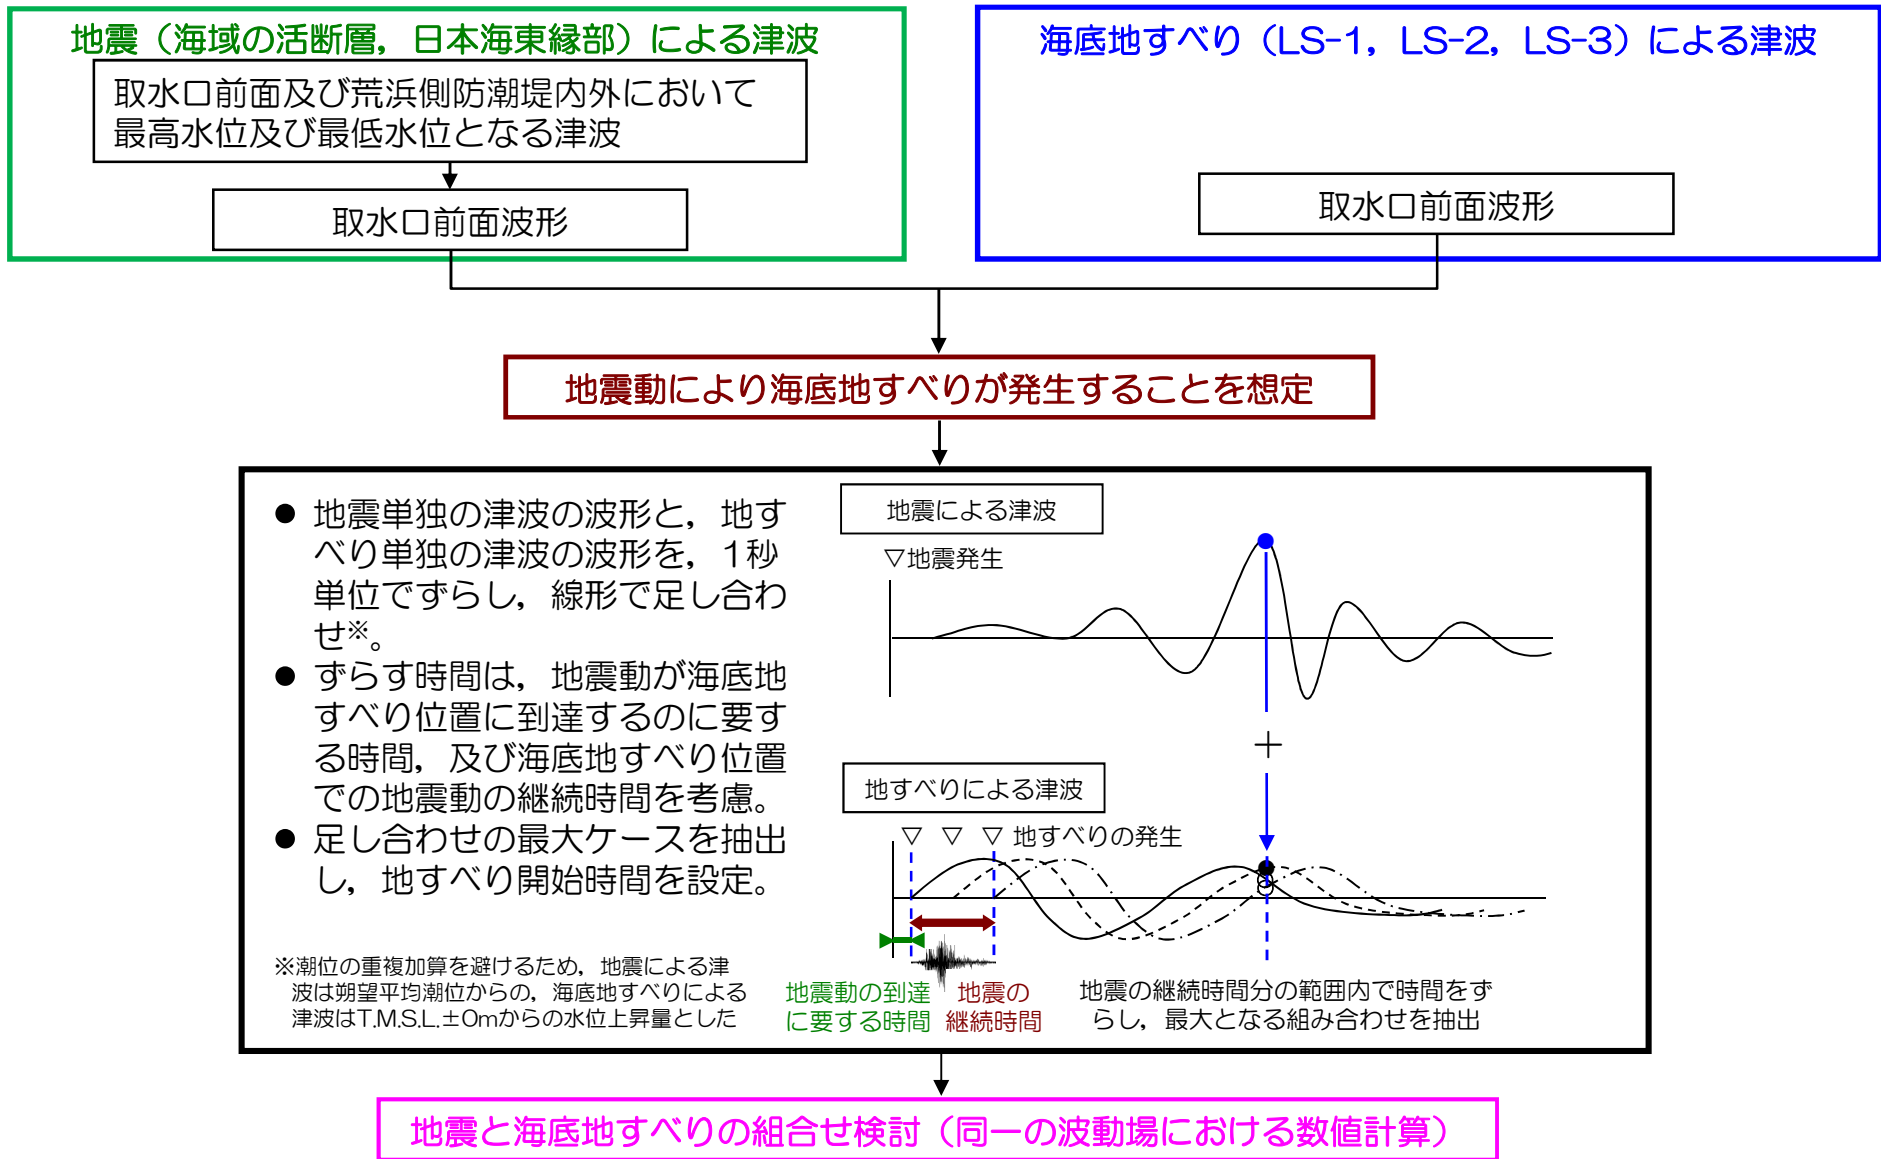 地震（海域の活断層，日本海東縁部）による津波
取水口前面及び荒浜側防潮堤内外において
最高水位及び最低水位となる津波
取水口前面波形
海底地すべり（LS-1，LS-2，LS-3）による津波
取水口前面波形
地震動により海底地すべりが発生することを想定
● 地震単独の津波の波形と，地す
べり単独の津波の波形を，1秒
単位でずらし，線形で足し合わ
せ※。
● ずらす時間は，地震動が海底地
すべり位置に到達するのに要す
る時間，及び海底地すべり位置
での地震動の継続時間を考慮。
● 足し合わせの最大ケースを抽出
し，地すべり開始時間を設定。
※潮位の重複加算を避けるため，地震による津
波は朔望平均潮位からの，海底地すべりによる
津波はT.M.S.L.±0mからの水位上昇量とした
地震による津波
▽地震発生
＋
地すべりによる津波
▽ ▽ ▽ 地すべりの発生
地震動の到達
に要する時間
地震の
継続時間
地震の継続時間分の範囲内で時間をず
らし，最大となる組み合わせを抽出
地震と海底地すべりの組合せ検討（同一の波動場における数値計算）